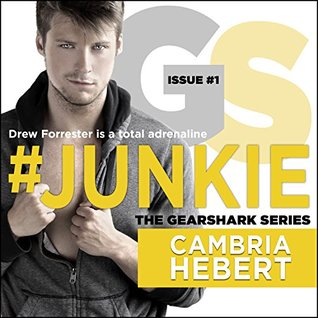 GS
ISSUE #1
Drew Forrester is a total adrenaline
#JUNKIE
THE GEARSHARK SERIES
CAMBRIA
HEBERT